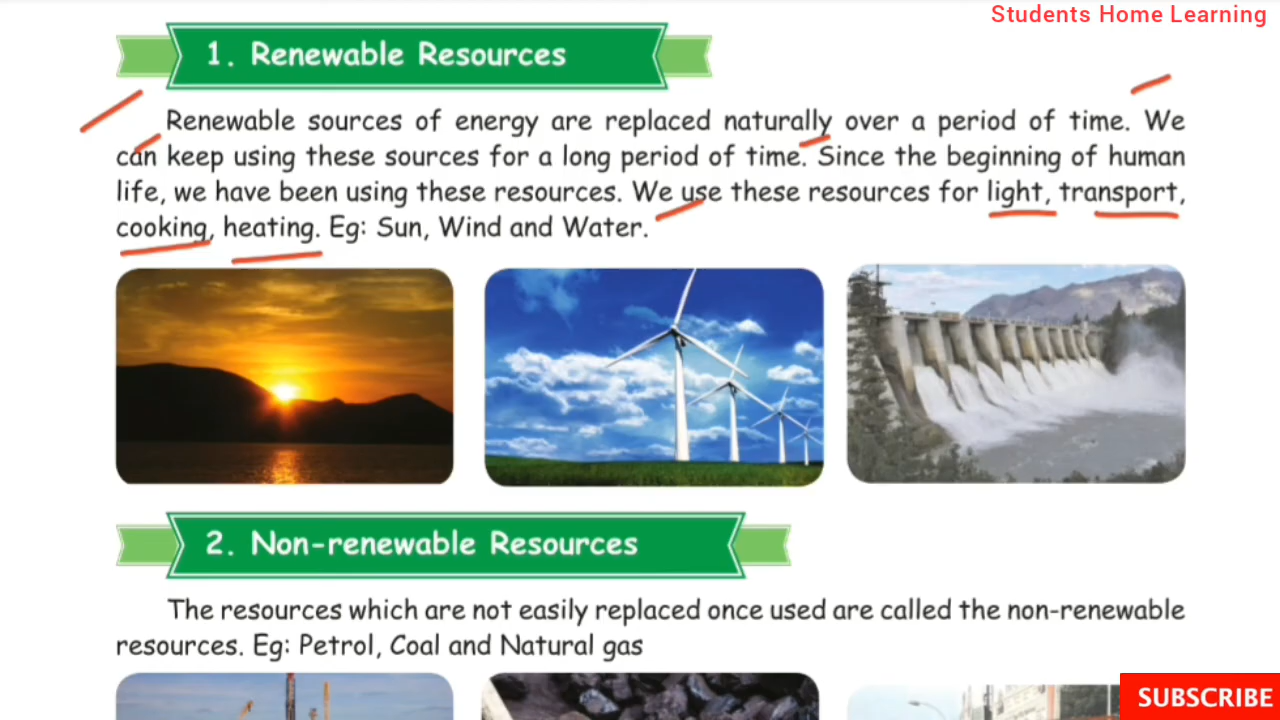 Students Home Learning
1. Renewable Resources
Renewable sources of energy are replaced naturally over a period of time. We
can keep using these sources for a long period of time. Since the beginning of human
life, we have been using these resources. We use these resources for light, transport,
cooking, heating. Eg: Sun, Wind and Water.
2. Non-renewable Resources
The resources which are not easily replaced once used are called the non-renewable
resources. Eg: Petrol, Coal and Natural gas
SUBSCRIBE